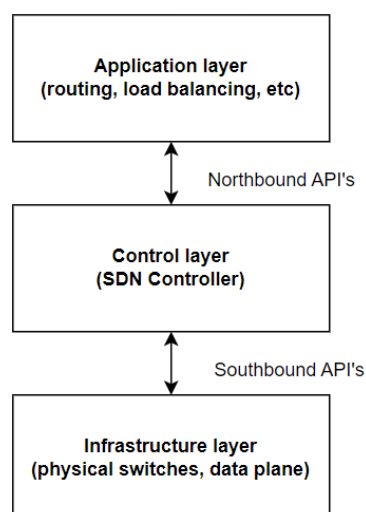 Application layer
(routing, load balancing, etc)
Northbound API's
Control layer
(SDN Controller)
Southbound API's
Infrastructure layer
(physical switches, data plane)